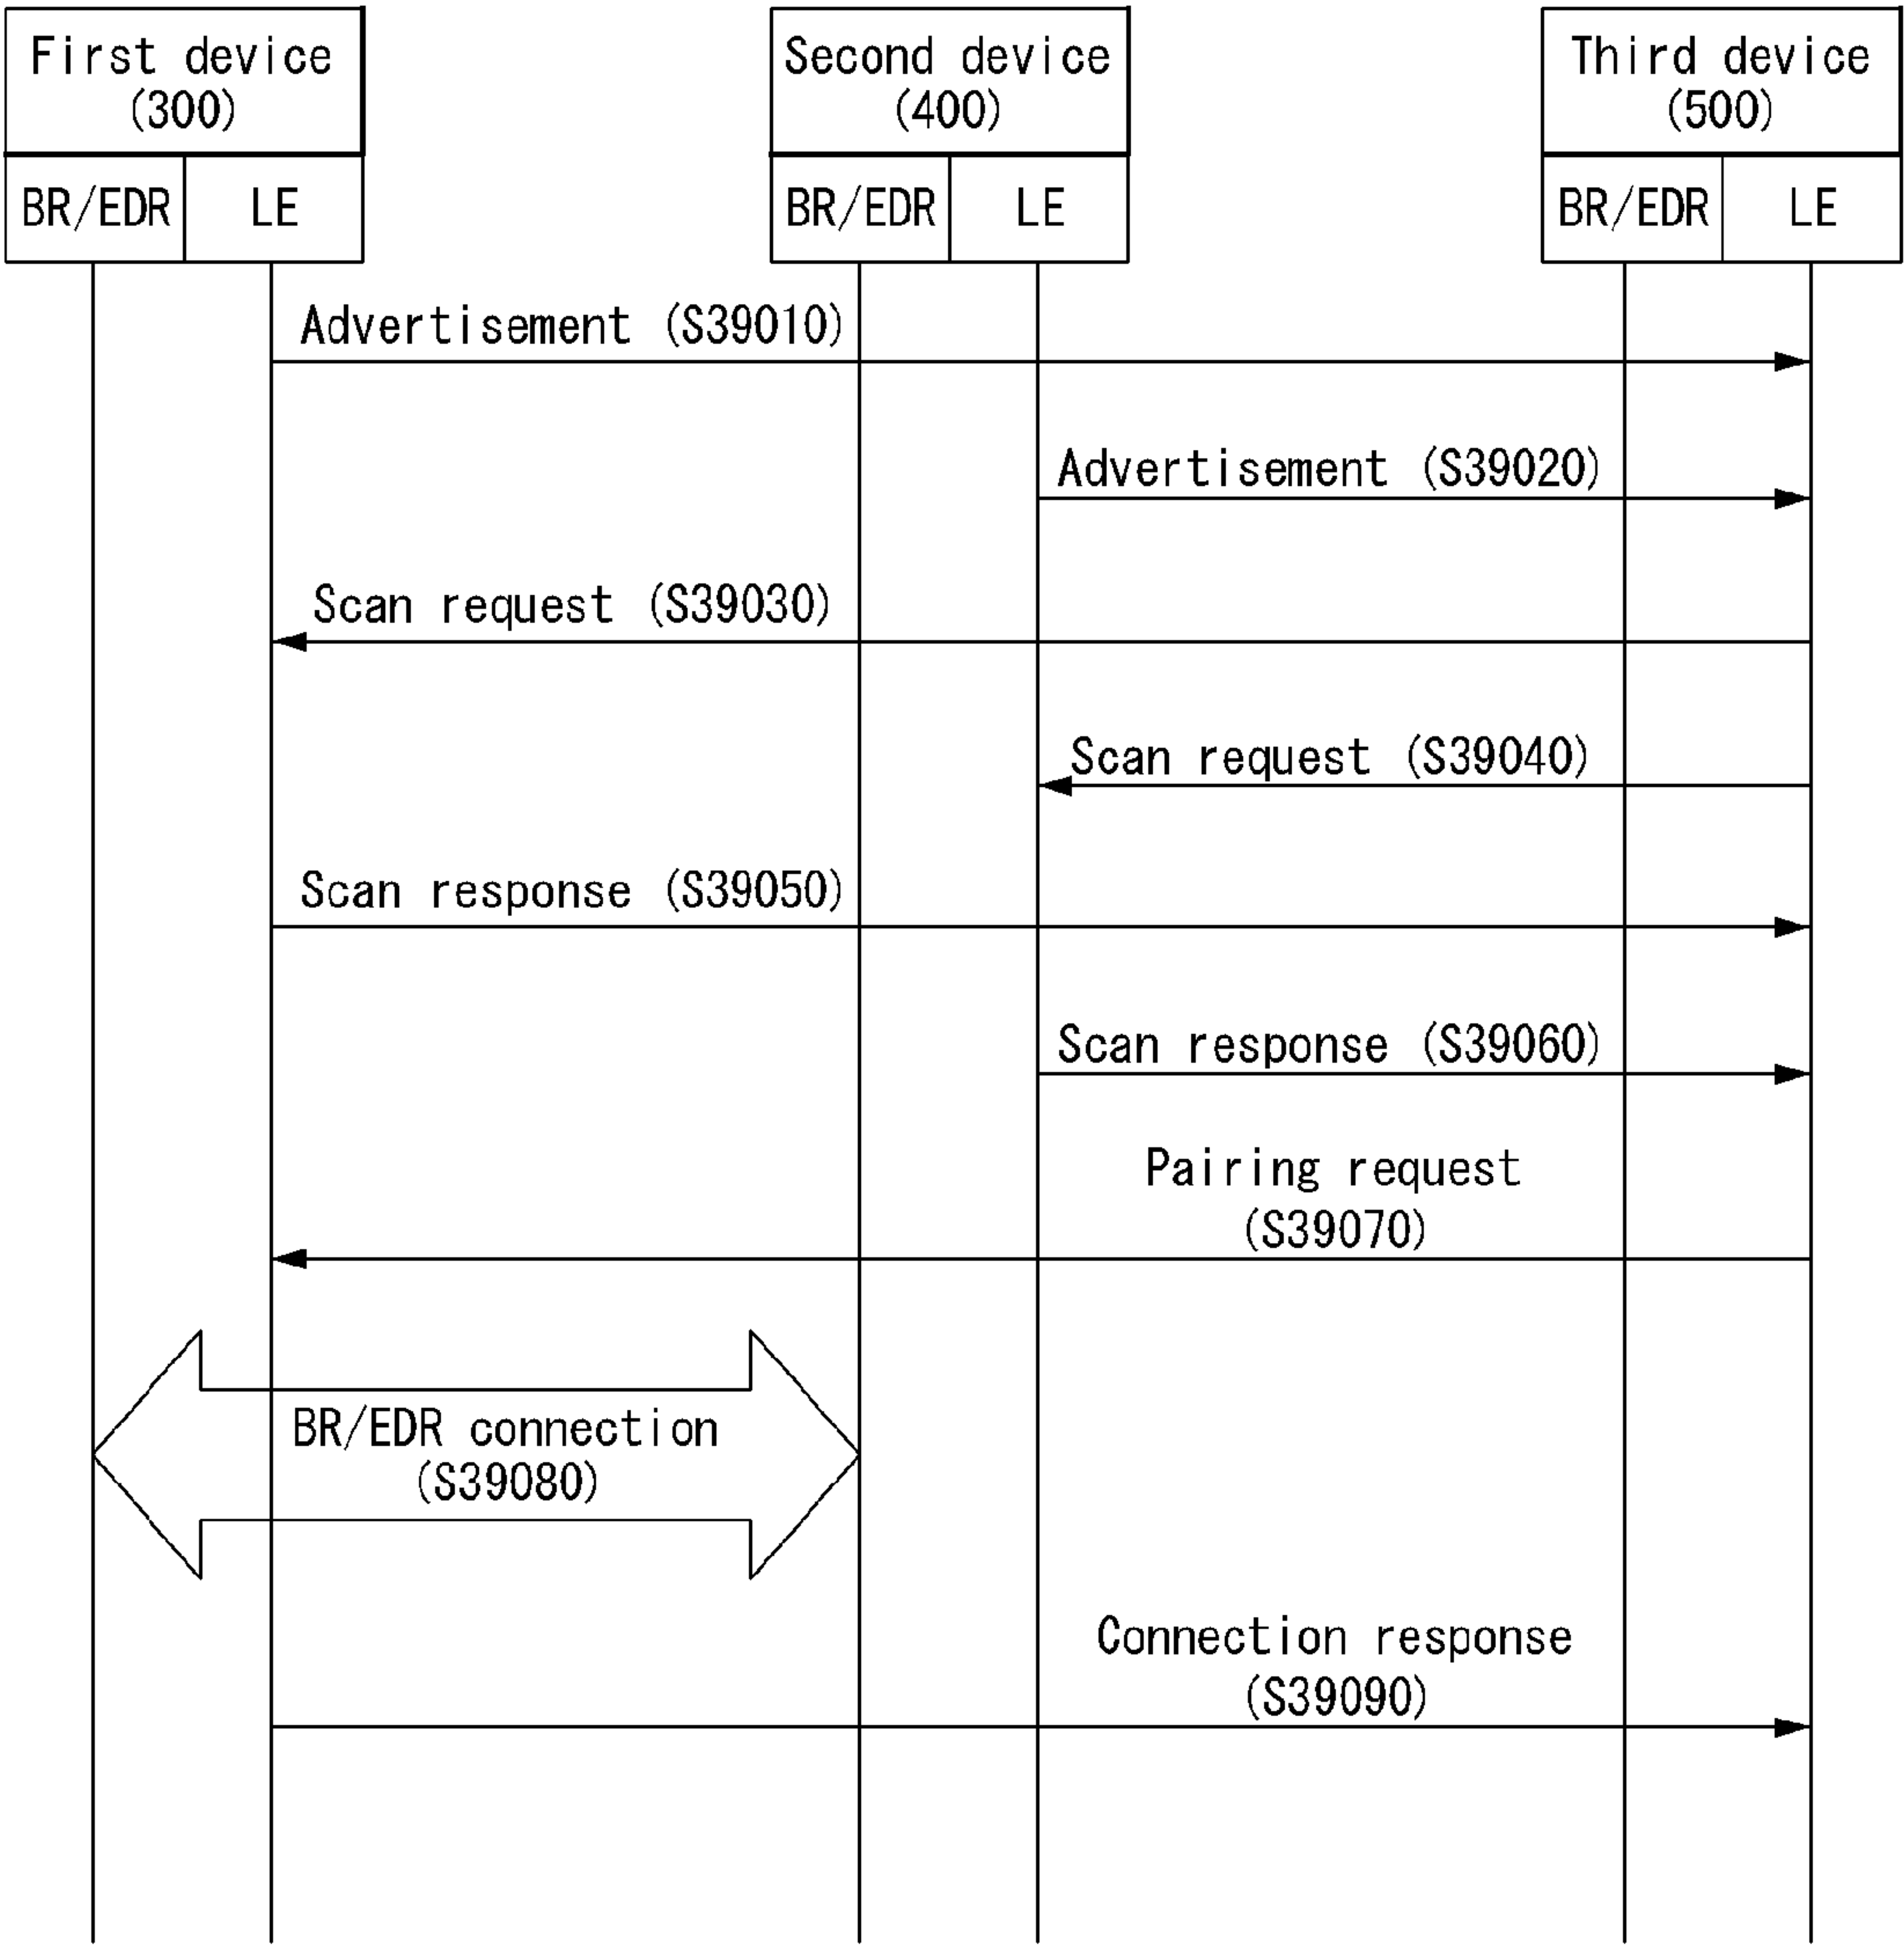 First device
(300)
Second device
(400)
Third device
(500)
BR/EDR
LE
BR/EDR
LE
BR/EDR
LE
Advertisement (S39010)
Advertisement (S39020)
Scan request (S39030)
Scan request (S39040)
Scan response (S39050)
Scan response (S39060)
Pairing request
(S39070)
BR/EDR connection
(S39080)
Connection response
(S39090)